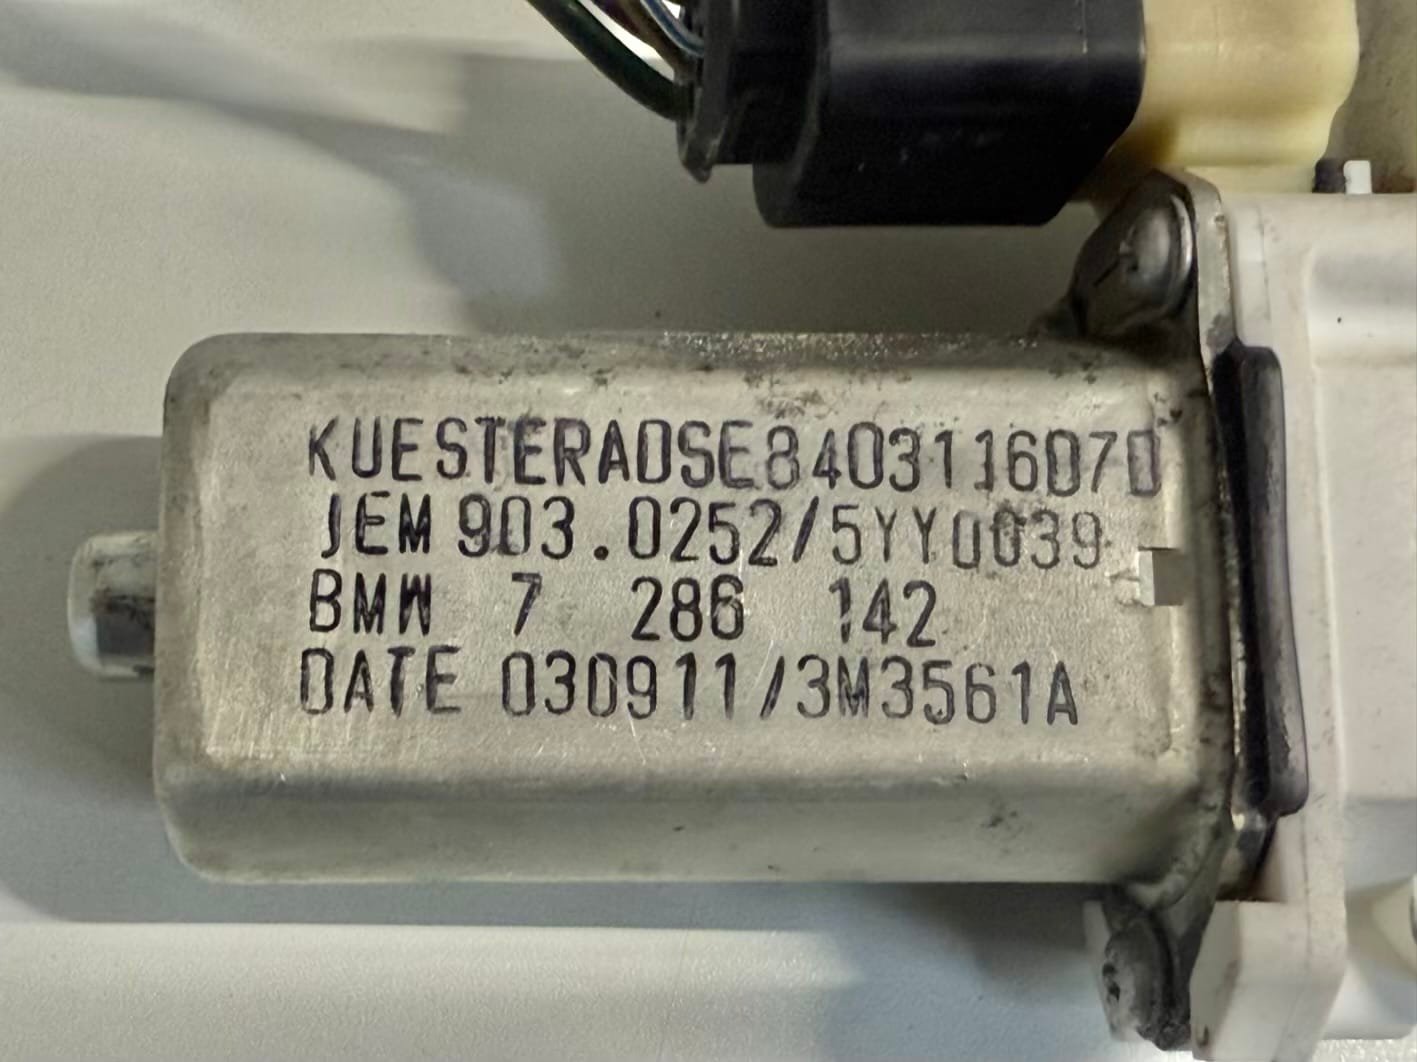 KUESTERADSE8403116070
JEM 903.0252/5YY0039
BMW 7 286 142
DATE 030911/3M3561A